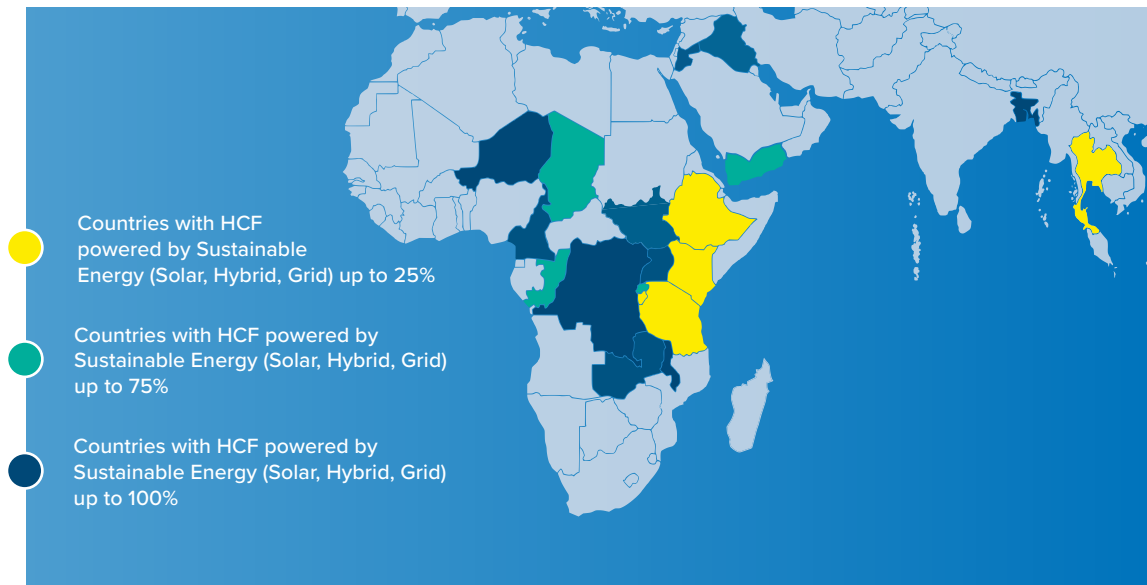 Countries with HCF
powered by Sustainable
Energy (Solar, Hybrid, Grid) up to 25%
Countries with HCF powered by
Sustainable Energy (Solar, Hybrid, Grid)
up to 75%
Countries with HCF powered by
Sustainable Energy (Solar, Hybrid, Grid)
up to 100%